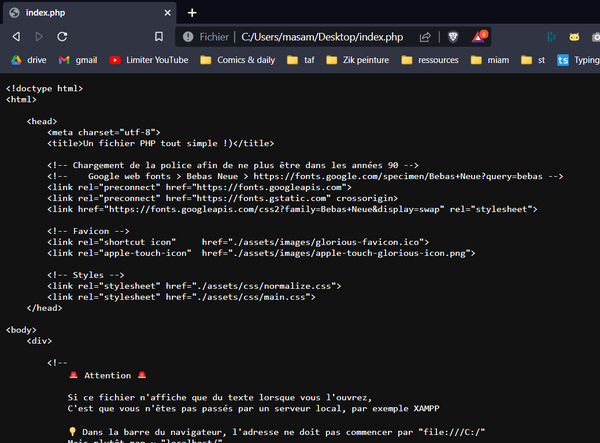 index.php
Fichier
C:/Users/masam/Desktop/index.php
6
drive
gmail
Limiter YouTube
Comics & daily
taf
Zik peinture
ressources
miam
st
ts Typing
<!doctype html>
<html>
<head>
<meta charset="utf-8">
<title>Un fichier PHP tout simple !)</title>
<!-- Chargement de la police afin de ne plus être dans les années 90 -->
<!-- Google web fonts > Bebas Neue > https://fonts.google.com/specimen/Bebas+Neue?query=bebas -->
<link rel="preconnect" href="https://fonts.googleapis.com">
<link rel="preconnect" href="https://fonts.gstatic.com" crossorigin>
<link href="https://fonts.googleapis.com/css2?family=Bebas+Neue&display=swap" rel="stylesheet">
<!-- Favicon -->
<link rel="shortcut icon" href="./assets/images/glorious-favicon.ico">
<link rel="apple-touch-icon" href="./assets/images/apple-touch-glorious-icon.png">
<!-- Styles -->
<link rel="stylesheet" href="./assets/css/normalize.css">
<link rel="stylesheet" href="./assets/css/main.css">
</head>
<body>
<div>
<!--
🚨 Attention 🚨
Si ce fichier n'affiche que du texte lorsque vous l'ouvrez,
C'est que vous n'êtes pas passés par un serveur local, par exemple XAMPP
💡 Dans la barre du navigateur, l'adresse ne doit pas commencer par "file:///C:/"
Mais plutôt par "localhost/"